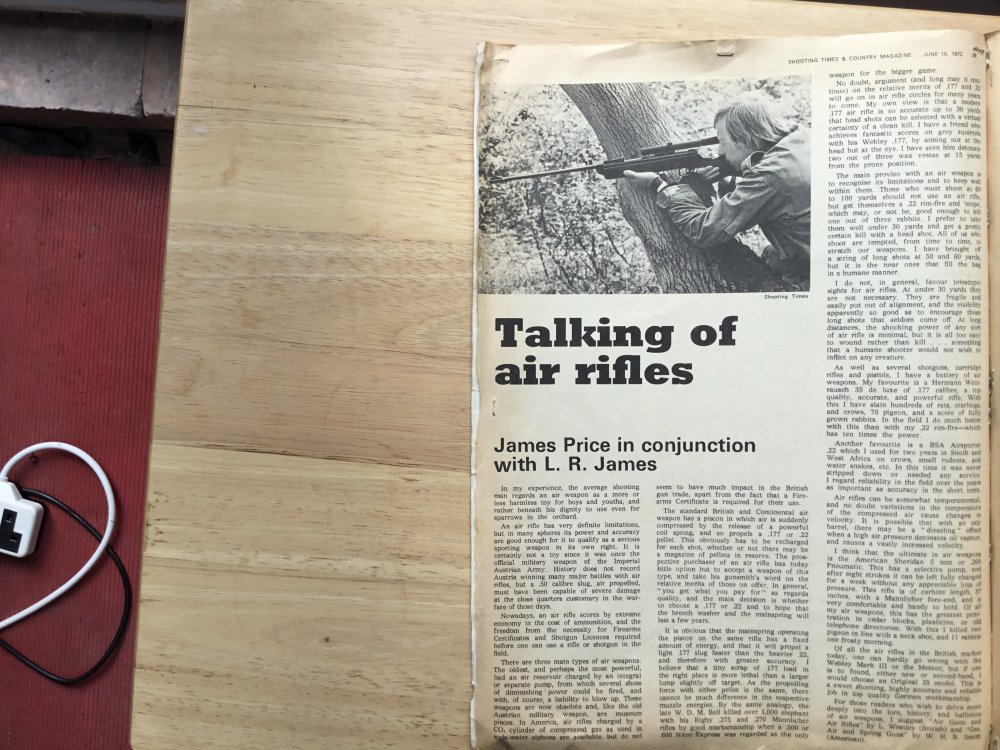 SHOOTING TIMES & COUNTRY MAGAZINE JUNE 10, 1972
Shooting Times
Talking of
air rifles
James Price in conjunction
with L. R. James
In my experience, the average shooting
man regards an air weapon as a more or
less harmless toy for boys and youths, and
rather beneath his dignity to use even for
sparrows in the orchard.
An air rifle has very definite limitations,
but in many spheres its power and accuracy
are good enough for it to qualify as a serious
sporting weapon in its own right. It is
certainly not a toy since it was once the
official military weapon of the Imperial
Austrian Army. History does not record
Austria winning many major battles with air
rifles, but a .50 calibre slug, air propelled,
must have been capable of severe damage
at the close quarters customary in the war-
fare of those days.
Nowadays, an air rifle scores by extreme
economy in the cost of ammunition, and the
freedom from the necessity for Firearms
Certificates and Shotgun Licences required
before one can use a rifle or shotgun in the
field.
There are three main types of air weapons.
The oldest, and perhaps the most powerful,
had an air reservoir charged by an integral
or separate pump, from which several shots
of diminishing power could be fired, and
with, of course, a liability to blow up. These
weapons are now obsolete and, like the old
Austrian military weapon, are museum
pieces. In America, air rifles charged by a
CO₂ cylinder of compressed gas as used in
soda-water siphons are available, but do not
seem to have much impact in the British
gun trade, apart from the fact that a Fire-
arms Certificate is required for their use.
The standard British and Continental air
weapon has a piston in which air is suddenly
compressed by the release of a powerful
coil spring, and so propels a .177 or .22
pellet. This obviously has to be recharged
for each shot, whether or not there may be
a magazine of pellets in reserve. The pros-
pective purchaser of an air rifle has today
little option but to accept a weapon of this
type, and take his gunsmith's word on the
relative merits of those on offer. In general,
"you get what you pay for" as regards
quality, and the main decision is whether
to choose a .177 or .22 and to hope that
the breech washer and the mainspring will
last a few years.
It is obvious that the mainspring operating
the piston on the same rifle has a fixed
amount of energy, and that it will propel a
light .177 slug faster than the heavier .22,
and therefore with greater accuracy. I
believe that a tiny scrap of .177 lead in
the right place is more lethal than a larger
lump slightly off target. As the propelling
force with either pellet is the same, there
cannot be much difference in the respective
muzzle energies. By the same analogy, the
late W. D. M. Bell killed over 1,000 elephant
with his Rigby .275 and .270 Mannlicher
rifles by good marksmanship when a .500 or
.600 Nitro Express was regarded as the only
weapon for the bigger game.
No doubt, argument (and long may it con-
tinue) on the relative merits of .177 and .22
will go on in air rifle circles for many years
to come. My own view is that a modern
.177 air rifle is so accurate up to 30 yards
that head shots can be selected with a virtual
certainty of a clean kill. I have a friend who
achieves fantastic scores on grey squirrels
with his Webley .177, by aiming not at the
head but at the eye. I have seen him detonate
two out of three wax vestas at 15 yards
from the prone position.
The main proviso with an air weapon is
to recognise its limitations and to keep well
within them. Those who must shoot at 60
to 100 yards should not use an air rifle,
but get themselves a .22 rim-fire and 'scope,
which may, or not be, good enough to kill
one out of three rabbits. I prefer to take
them well under 30 yards and get a pretty
certain kill with a head shot. All of us who
shoot are tempted, from time to time, to
stretch our weapons. I have brought off
a string of long shots at 50 and 60 yards,
but it is the near ones that fill the bag
in a humane manner.
I do not, in general, favour telescopic
sights for air rifles. At under 30 yards they
are not necessary. They are fragile and
easily put out of alignment, and the visibility
apparently so good as to encourage those
long shots that seldom come off. At long
distances, the shocking power of any sort
of air rifle is minimal, but it is all too easy
to wound rather than kill . . . something
that a humane shooter would not wish to
inflict on any creature.
As well as several shotguns, cartridge
rifles and pistols, I have a battery of air
weapons. My favourite is a Hermann Wein-
rausch 35 de luxe of .177 calibre, a top
quality, accurate, and powerful rifle. With
this I have slain hundreds of rats, starlings,
and crows, 70 pigeon, and a score of fully
grown rabbits. In the field I do much better
with this than with my .22 rim-fire—which
has ten times the power.
Another favourite is a BSA Airsporter
.22 which I used for two years in South and
West Africa on crows, small rodents, and
water snakes, etc. In this time it was never
stripped down or needed any service.
I regard reliability in the field over the years
as important as accuracy in the short term.
Air rifles can be somewhat temperamental,
and no doubt variations in the temperature
of the compressed air cause changes in
velocity. It is possible that with an oily
barrel, there may be a "dieseling" effect
when a high air pressure detonates oil vapour,
and causes a vastly increased velocity.
I think that the ultimate in air weapons
is the American Sheridan 5 mm or .200
Pneumatic. This has a selective pump, and
after eight strokes it can be left fully charged
for a week without any appreciable loss of
pressure. This rifle is of carbine length, 37
inches, with a Mannlicher fore-end, and is
very comfortable and handy to hold. Of all
my air weapons, this has the greatest pene-
tration in cedar blocks, plasticine, or old
telephone directories. With this I killed two
pigeon in line with a neck shot, and 11 rabbits
one frosty morning.
Of all the air rifles in the British market
today, one can hardly go wrong with the
Webley Mark III or the Meteor, but if one
is to found, either new or second-hand, I
would choose an Original 35 model. This is
a sweet shooting, highly accurate and reliable
job in top quality German workmanship.
For those readers who wish to delve more
deeply into the lore, history, and ballistics
of air weapons, I suggest "Air Guns and
Air Rifles" by L. Wesley (British) and "Gas,
Air and Spring Guns" by W. H. B. Smith
(American).